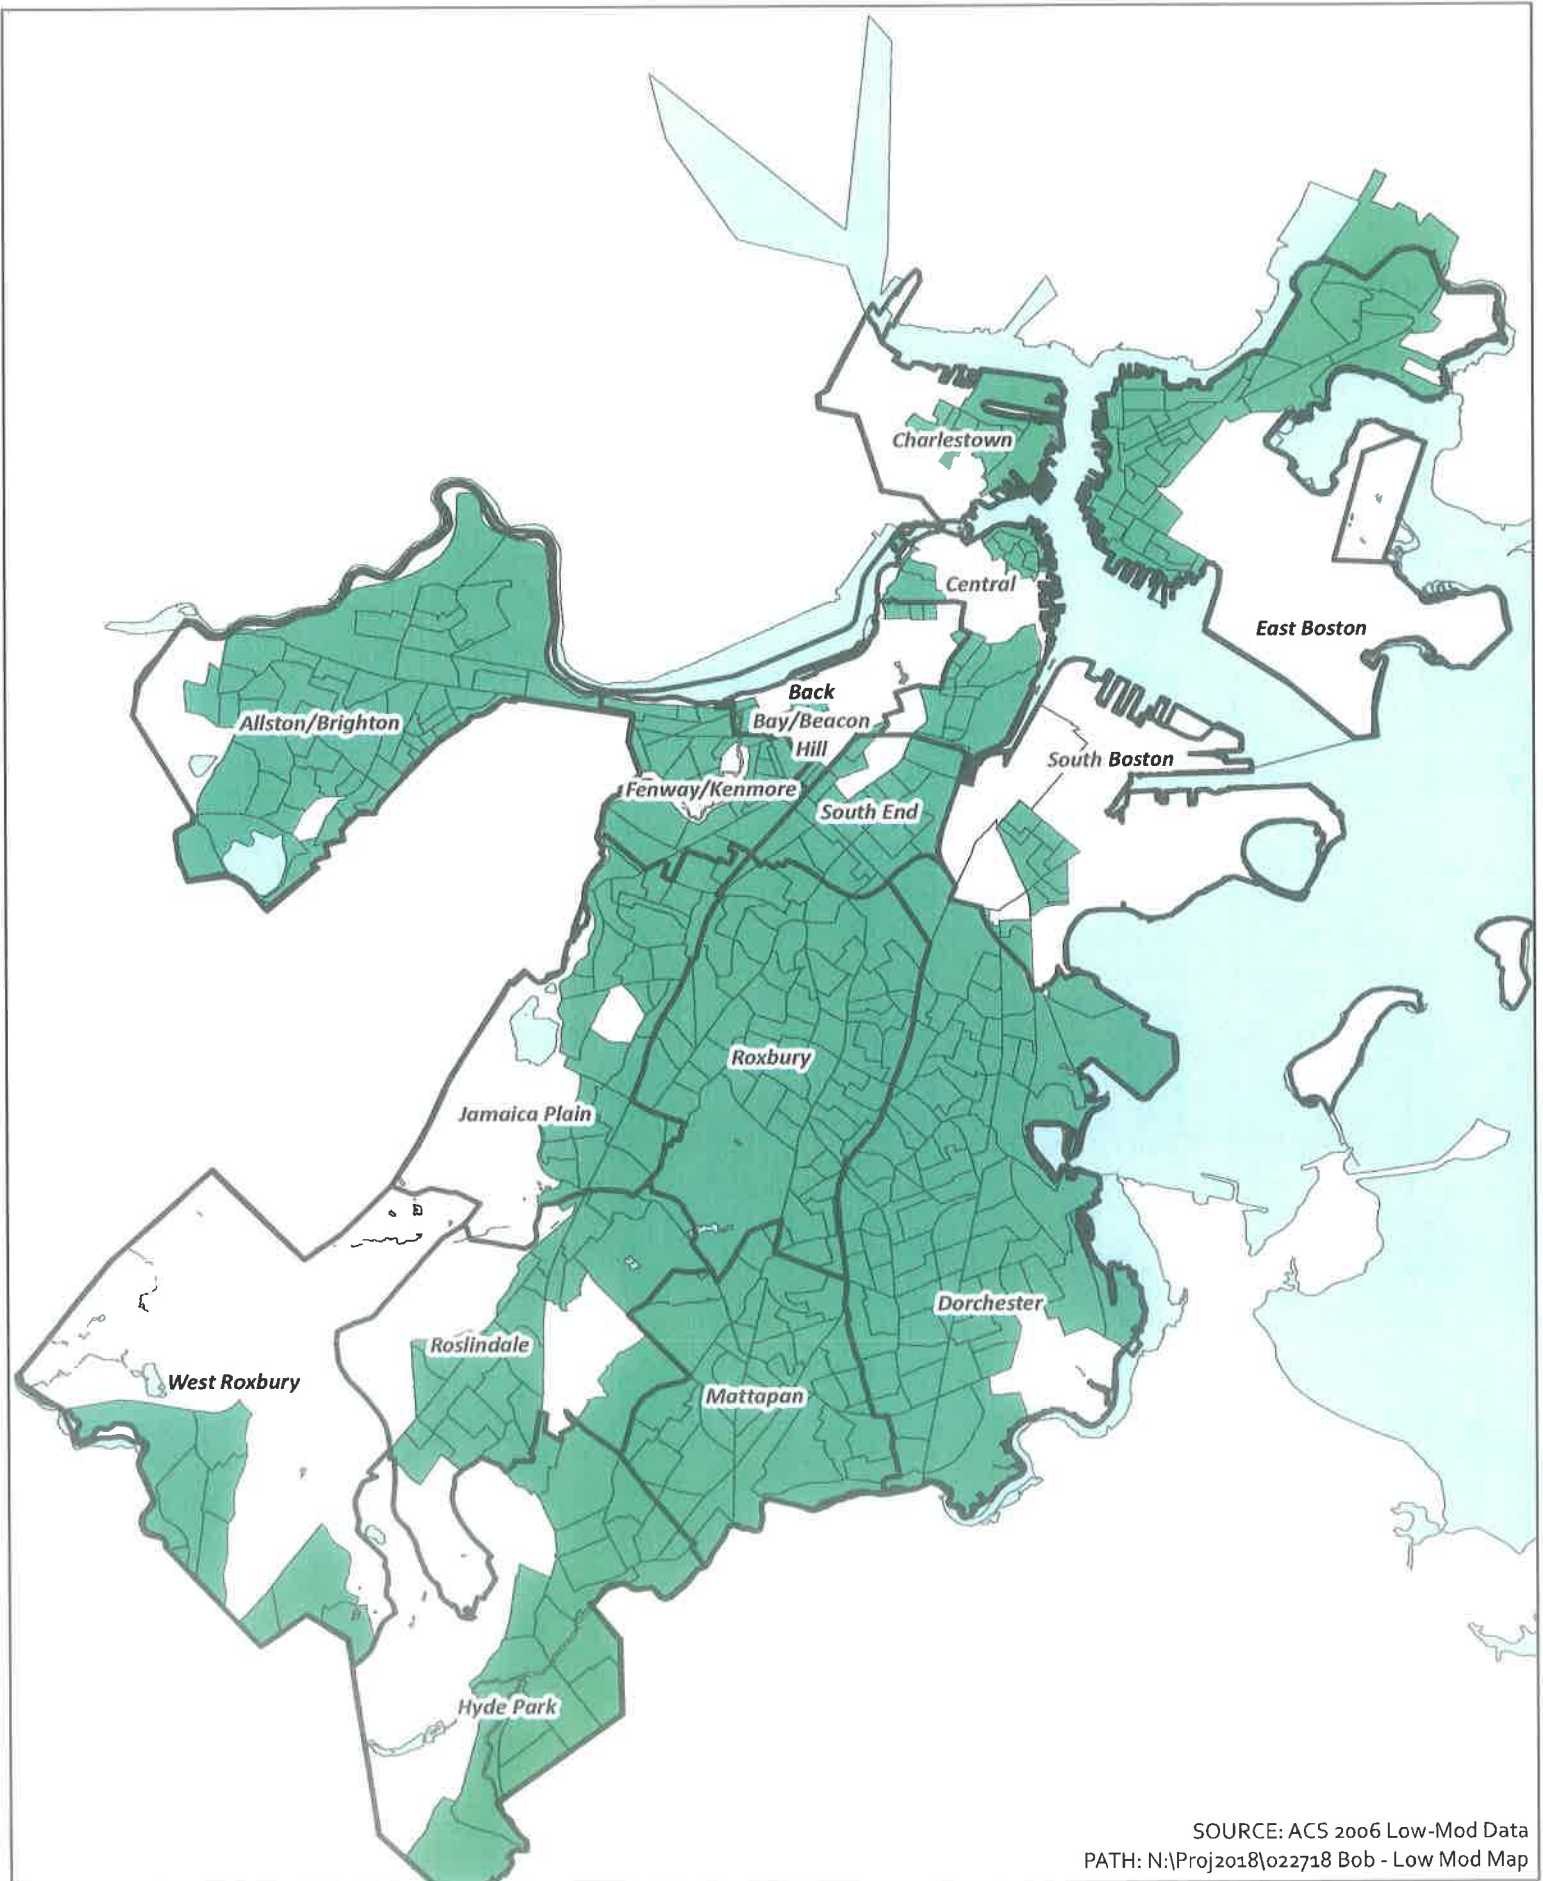 Charlestown
Central
East Boston
Back
Bay/Beacon
Hill
Allston/Brighton
South Boston
Fenway/Kenmore
South End
Roxbury
Jamaica Plain
Dorchester
Roslindale
West Roxbury
Mattapan
Hyde Park
SOURCE: ACS 2006 Low-Mod Data
PATH: N:\Proj2018\022718 Bob - Low Mod Map